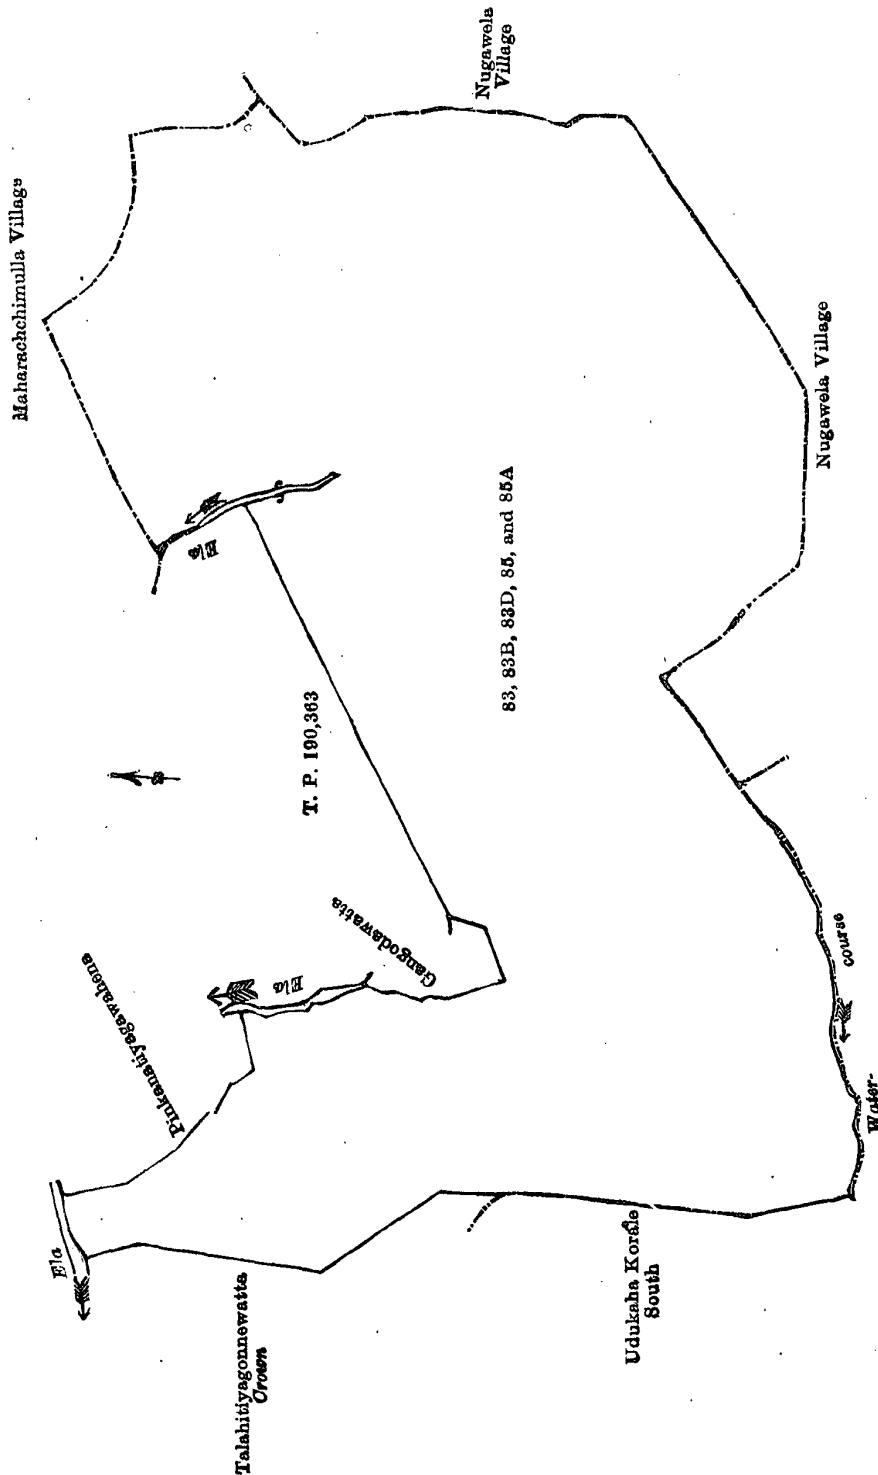 Maharachchimulla Village
Nugawela
Village
Ela
Pinkanatiyagawahena
Ela
Ela
Gangodawatta
T. P. 190,363
83, 83B, 83D, 85, and 85A
Talahitiyagonnewatta
Crown
Udukaha Korale
South
Water-
course
Nugawela Village